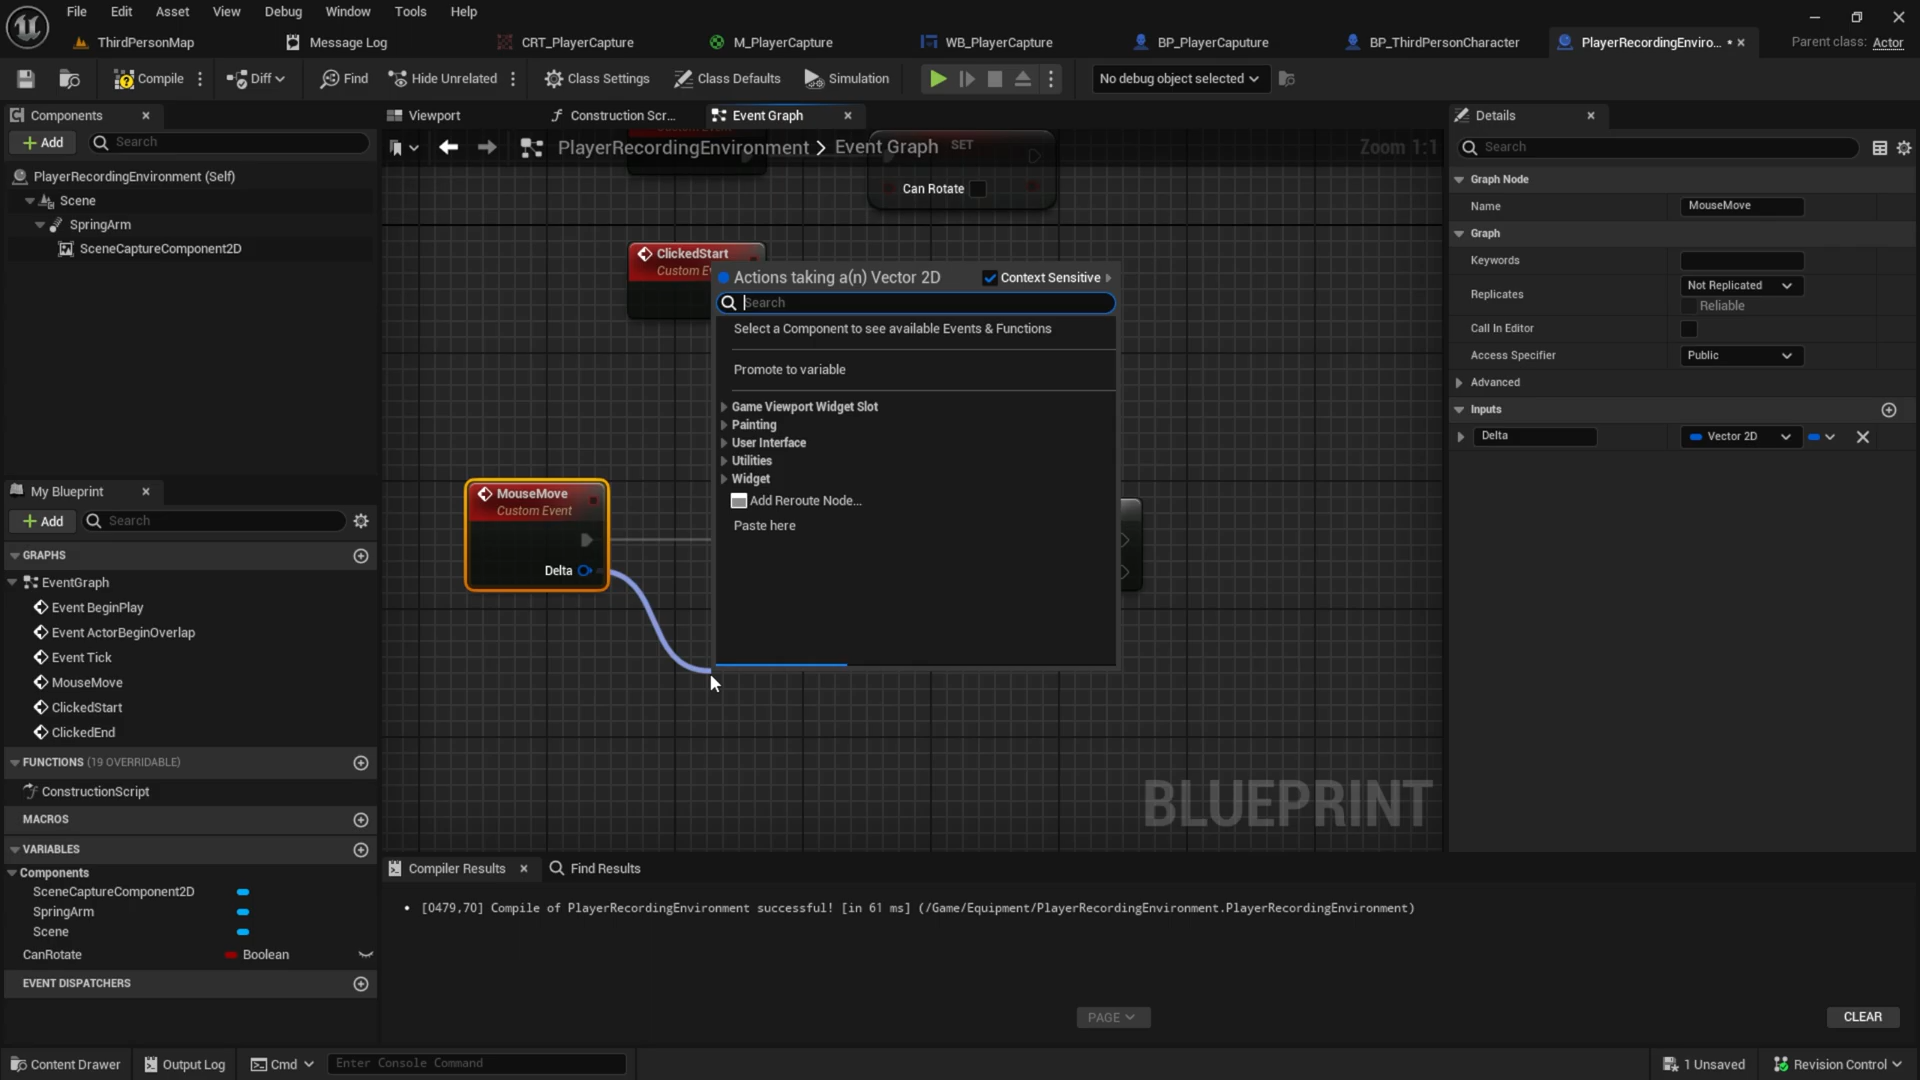 File Edit Asset View Debug Window Tools Help
ThirdPersonMap Message Log CRT_PlayerCapture M_PlayerCapture WB_PlayerCapture BP_PlayerCaputure BP_ThirdPersonCharacter PlayerRecordingEnviro... • Parent class: Actor
Compile Diff Find Hide Unrelated Class Settings Class Defaults Simulation No debug object selected
Components
Add Search
PlayerRecordingEnvironment (Self)
Scene
SpringArm
SceneCaptureComponent2D
My Blueprint
Add Search
GRAPHS
EventGraph
Event BeginPlay
Event ActorBeginOverlap
Event Tick
MouseMove
ClickedStart
ClickedEnd
FUNCTIONS (19 OVERRIDABLE)
ConstructionScript
MACROS
VARIABLES
Components
SceneCaptureComponent2D
SpringArm
Scene
CanRotate Boolean
EVENT DISPATCHERS
Viewport Construction Scr... Event Graph
PlayerRecordingEnvironment > Event Graph Zoom 1:1
SET
Can Rotate
ClickedStart
Custom Ev
Actions taking a(n) Vector 2D Context Sensitive
Search
Select a Component to see available Events & Functions
Promote to variable
Game Viewport Widget Slot
Painting
User Interface
Utilities
Widget
Add Reroute Node...
Paste here
MouseMove
Custom Event
Delta
BLUEPRINT
Compiler Results Find Results
• [0479,70] Compile of PlayerRecordingEnvironment successful! [in 61 ms] (/Game/Equipment/PlayerRecordingEnvironment.PlayerRecordingEnvironment)
PAGE CLEAR
Details
Search
Graph Node
Name MouseMove
Graph
Keywords
Replicates Not Replicated
Reliable
Call In Editor
Access Specifier Public
Advanced
Inputs
Delta Vector 2D
Content Drawer Output Log Cmd Enter Console Command 1 Unsaved Revision Control